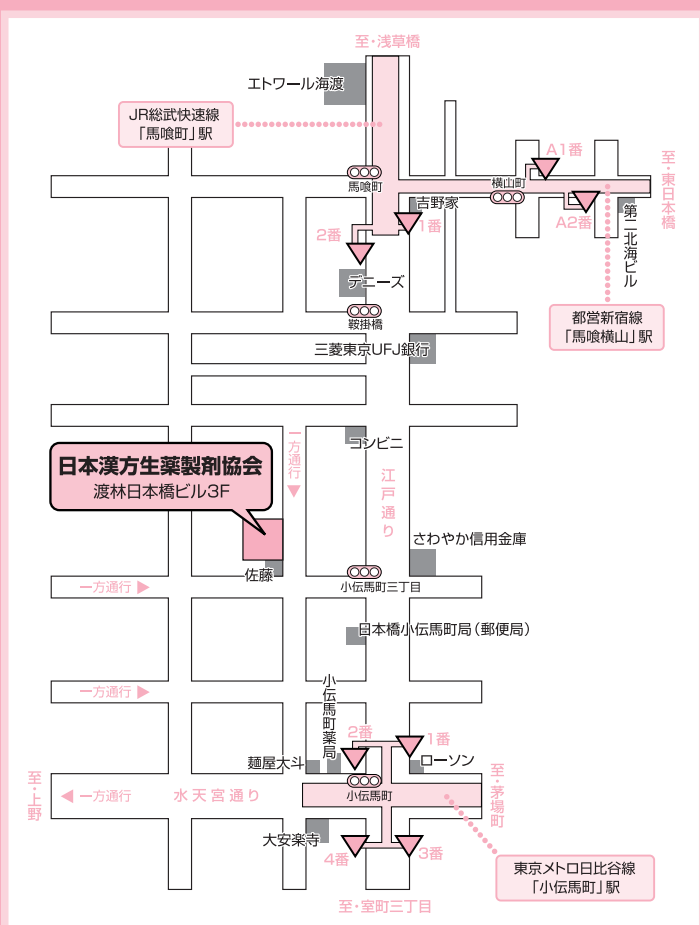 至・浅草橋
エトワール海渡
JR総武快速線
「馬喰町」駅
A1番
至・東日本橋
馬喰町
横山町
吉野家
1番
A2番
第二北海ビル
2番
デニーズ
鞍掛橋
都営新宿線
「馬喰横山」駅
三菱東京UFJ銀行
コンビニ
一方通行
日本漢方生薬製剤協会
渡林日本橋ビル3F
江戸通り
さわやか信用金庫
佐藤
一方通行
小伝馬町三丁目
日本橋小伝馬町局(郵便局)
一方通行
小伝馬町薬局
2番
1番
麺屋大斗
ローソン
至・上野
一方通行
水天宮通り
小伝馬町
至・茅場町
大安楽寺
4番
3番
東京メトロ日比谷線
「小伝馬町」駅
至・室町三丁目